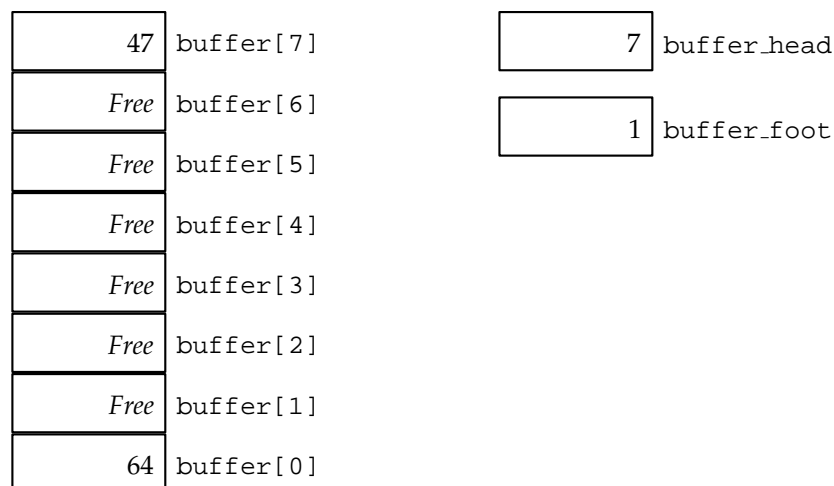 47 buffer[7]
Free buffer[6]
Free buffer[5]
Free buffer[4]
Free buffer[3]
Free buffer[2]
Free buffer[1]
64 buffer[0]
7 buffer_head
1 buffer_foot